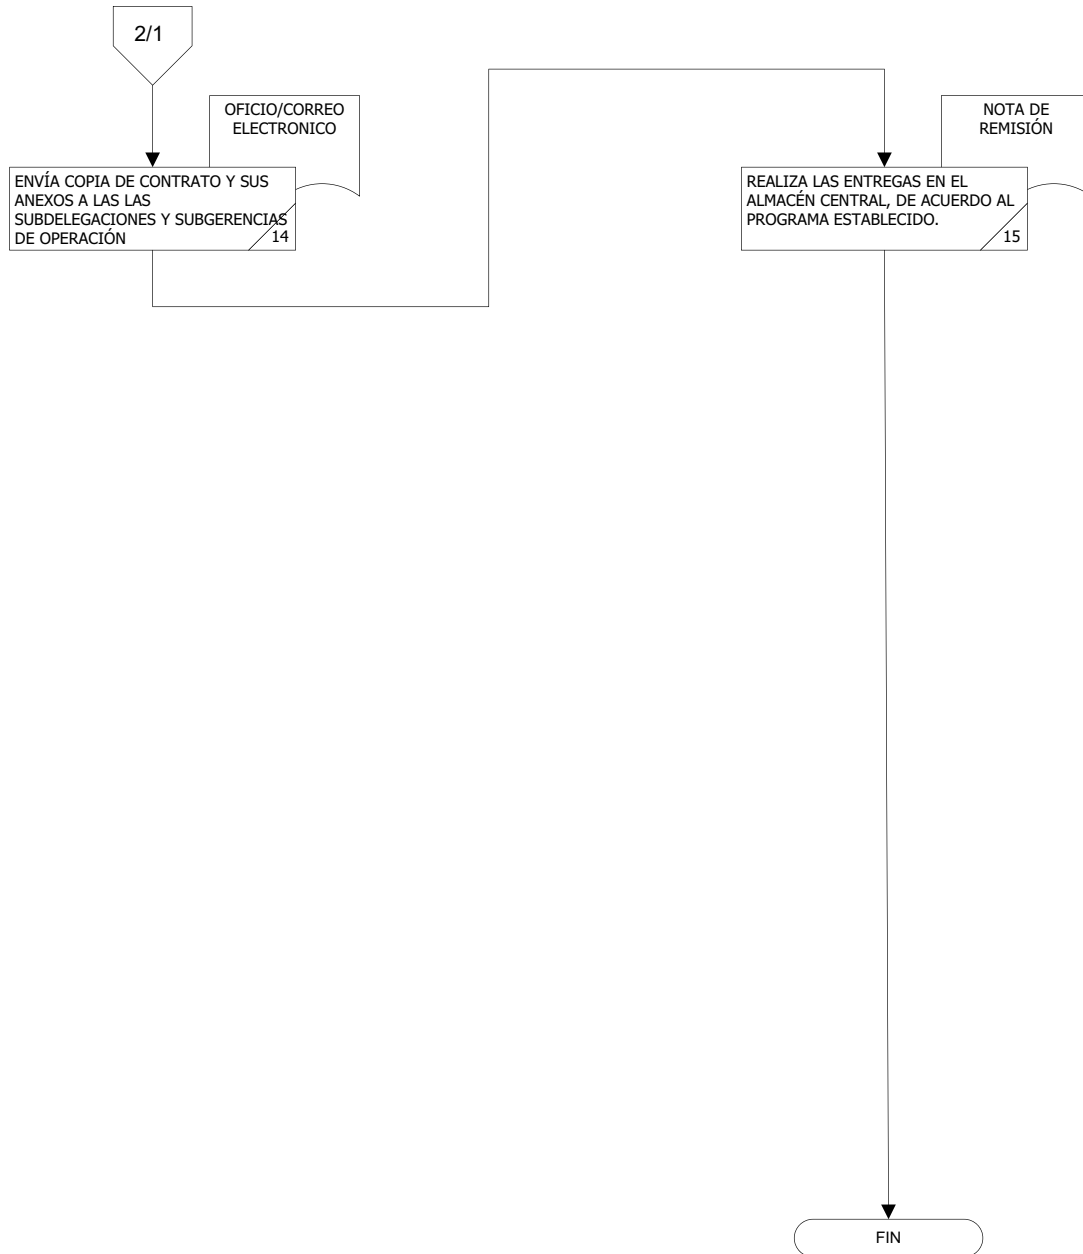 2/1
OFICIO/CORREO
ELECTRONICO
ENVÍA COPIA DE CONTRATO Y SUS
ANEXOS A LAS LAS
SUBDELEGACIONES Y SUBGERENCIAS
DE OPERACIÓN
14
NOTA DE
REMISIÓN
REALIZA LAS ENTREGAS EN EL
ALMACÉN CENTRAL, DE ACUERDO AL
PROGRAMA ESTABLECIDO.
15
FIN